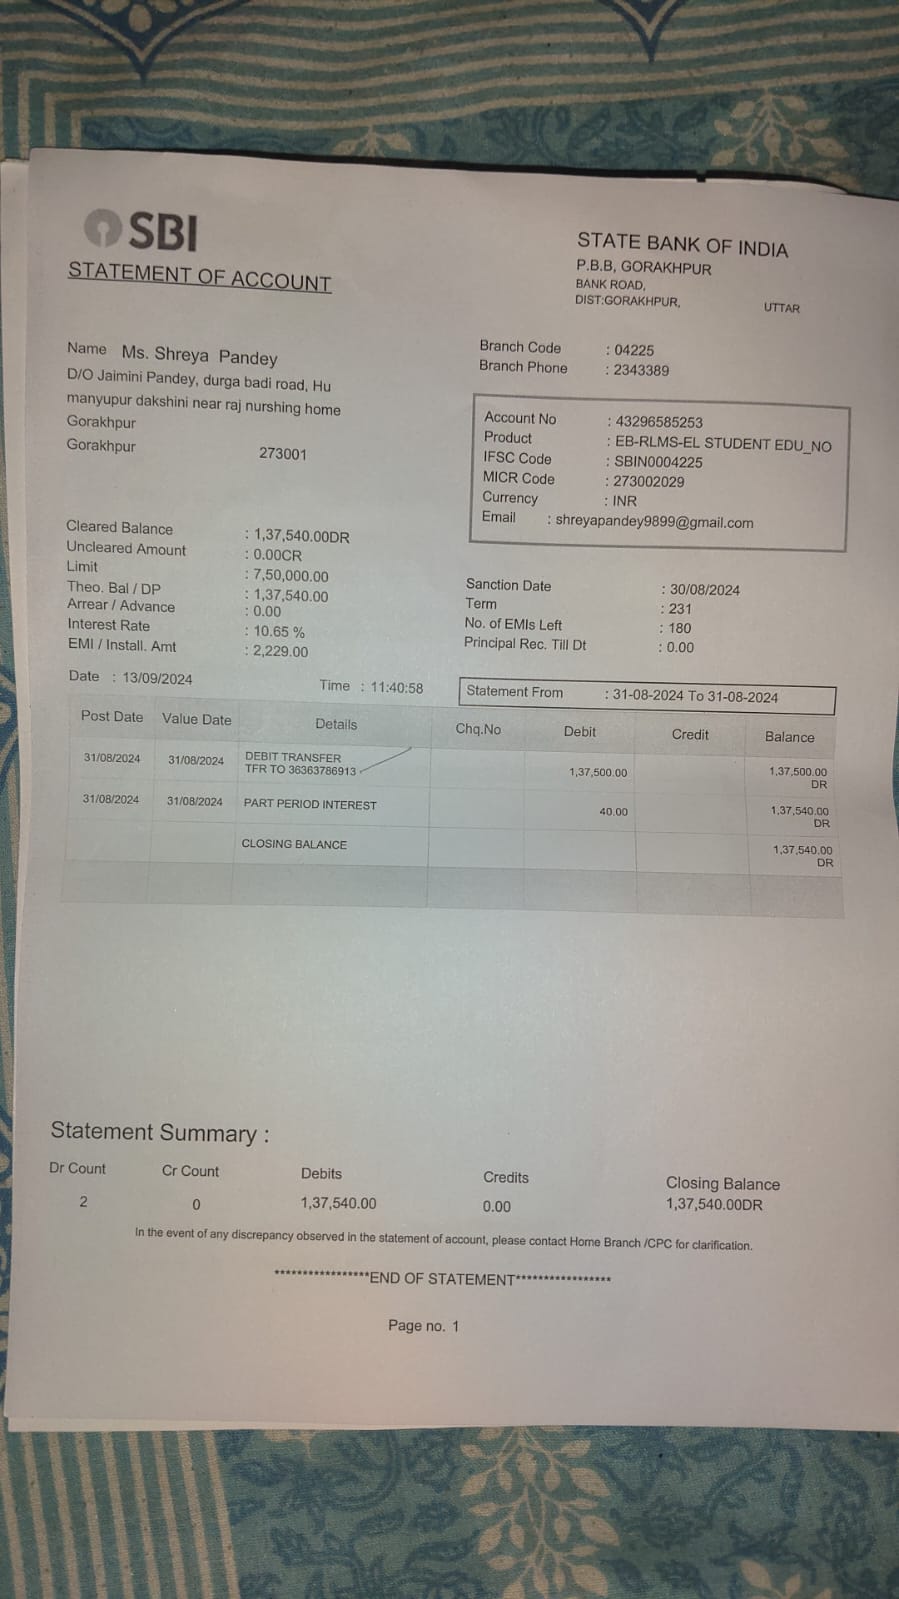 SBI
STATEMENT OF ACCOUNT
STATE BANK OF INDIA
P.B.B, GORAKHPUR
BANK ROAD,
DIST:GORAKHPUR, UTTAR
Name Ms. Shreya Pandey
D/O Jaimini Pandey, durga badi road, Hu
manyupur dakshini near raj nurshing home
Gorakhpur
Gorakhpur 273001
Branch Code : 04225
Branch Phone : 2343389
Account No : 43296585253
Product : EB-RLMS-EL STUDENT EDU_NO
IFSC Code : SBIN0004225
MICR Code : 273002029
Currency : INR
Email : shreyapandey9899@gmail.com
Cleared Balance : 1,37,540.00DR
Uncleared Amount : 0.00CR
Limit : 7,50,000.00
Theo. Bal / DP : 1,37,540.00
Arrear / Advance : 0.00
Interest Rate : 10.65 %
EMI / Install. Amt : 2,229.00
Sanction Date : 30/08/2024
Term : 231
No. of EMIs Left : 180
Principal Rec. Till Dt : 0.00
Date : 13/09/2024 Time : 11:40:58
Statement From : 31-08-2024 To 31-08-2024
Post Date Value Date Details Chq.No Debit Credit Balance
31/08/2024 31/08/2024 DEBIT TRANSFER 1,37,500.00 1,37,500.00
TFR TO 36363786913 DR
31/08/2024 31/08/2024 PART PERIOD INTEREST 40.00 1,37,540.00
DR
CLOSING BALANCE 1,37,540.00
DR
Statement Summary :
Dr Count Cr Count Debits Credits Closing Balance
2 0 1,37,540.00 0.00 1,37,540.00DR
In the event of any discrepancy observed in the statement of account, please contact Home Branch /CPC for clarification.
*****************END OF STATEMENT*****************
Page no. 1